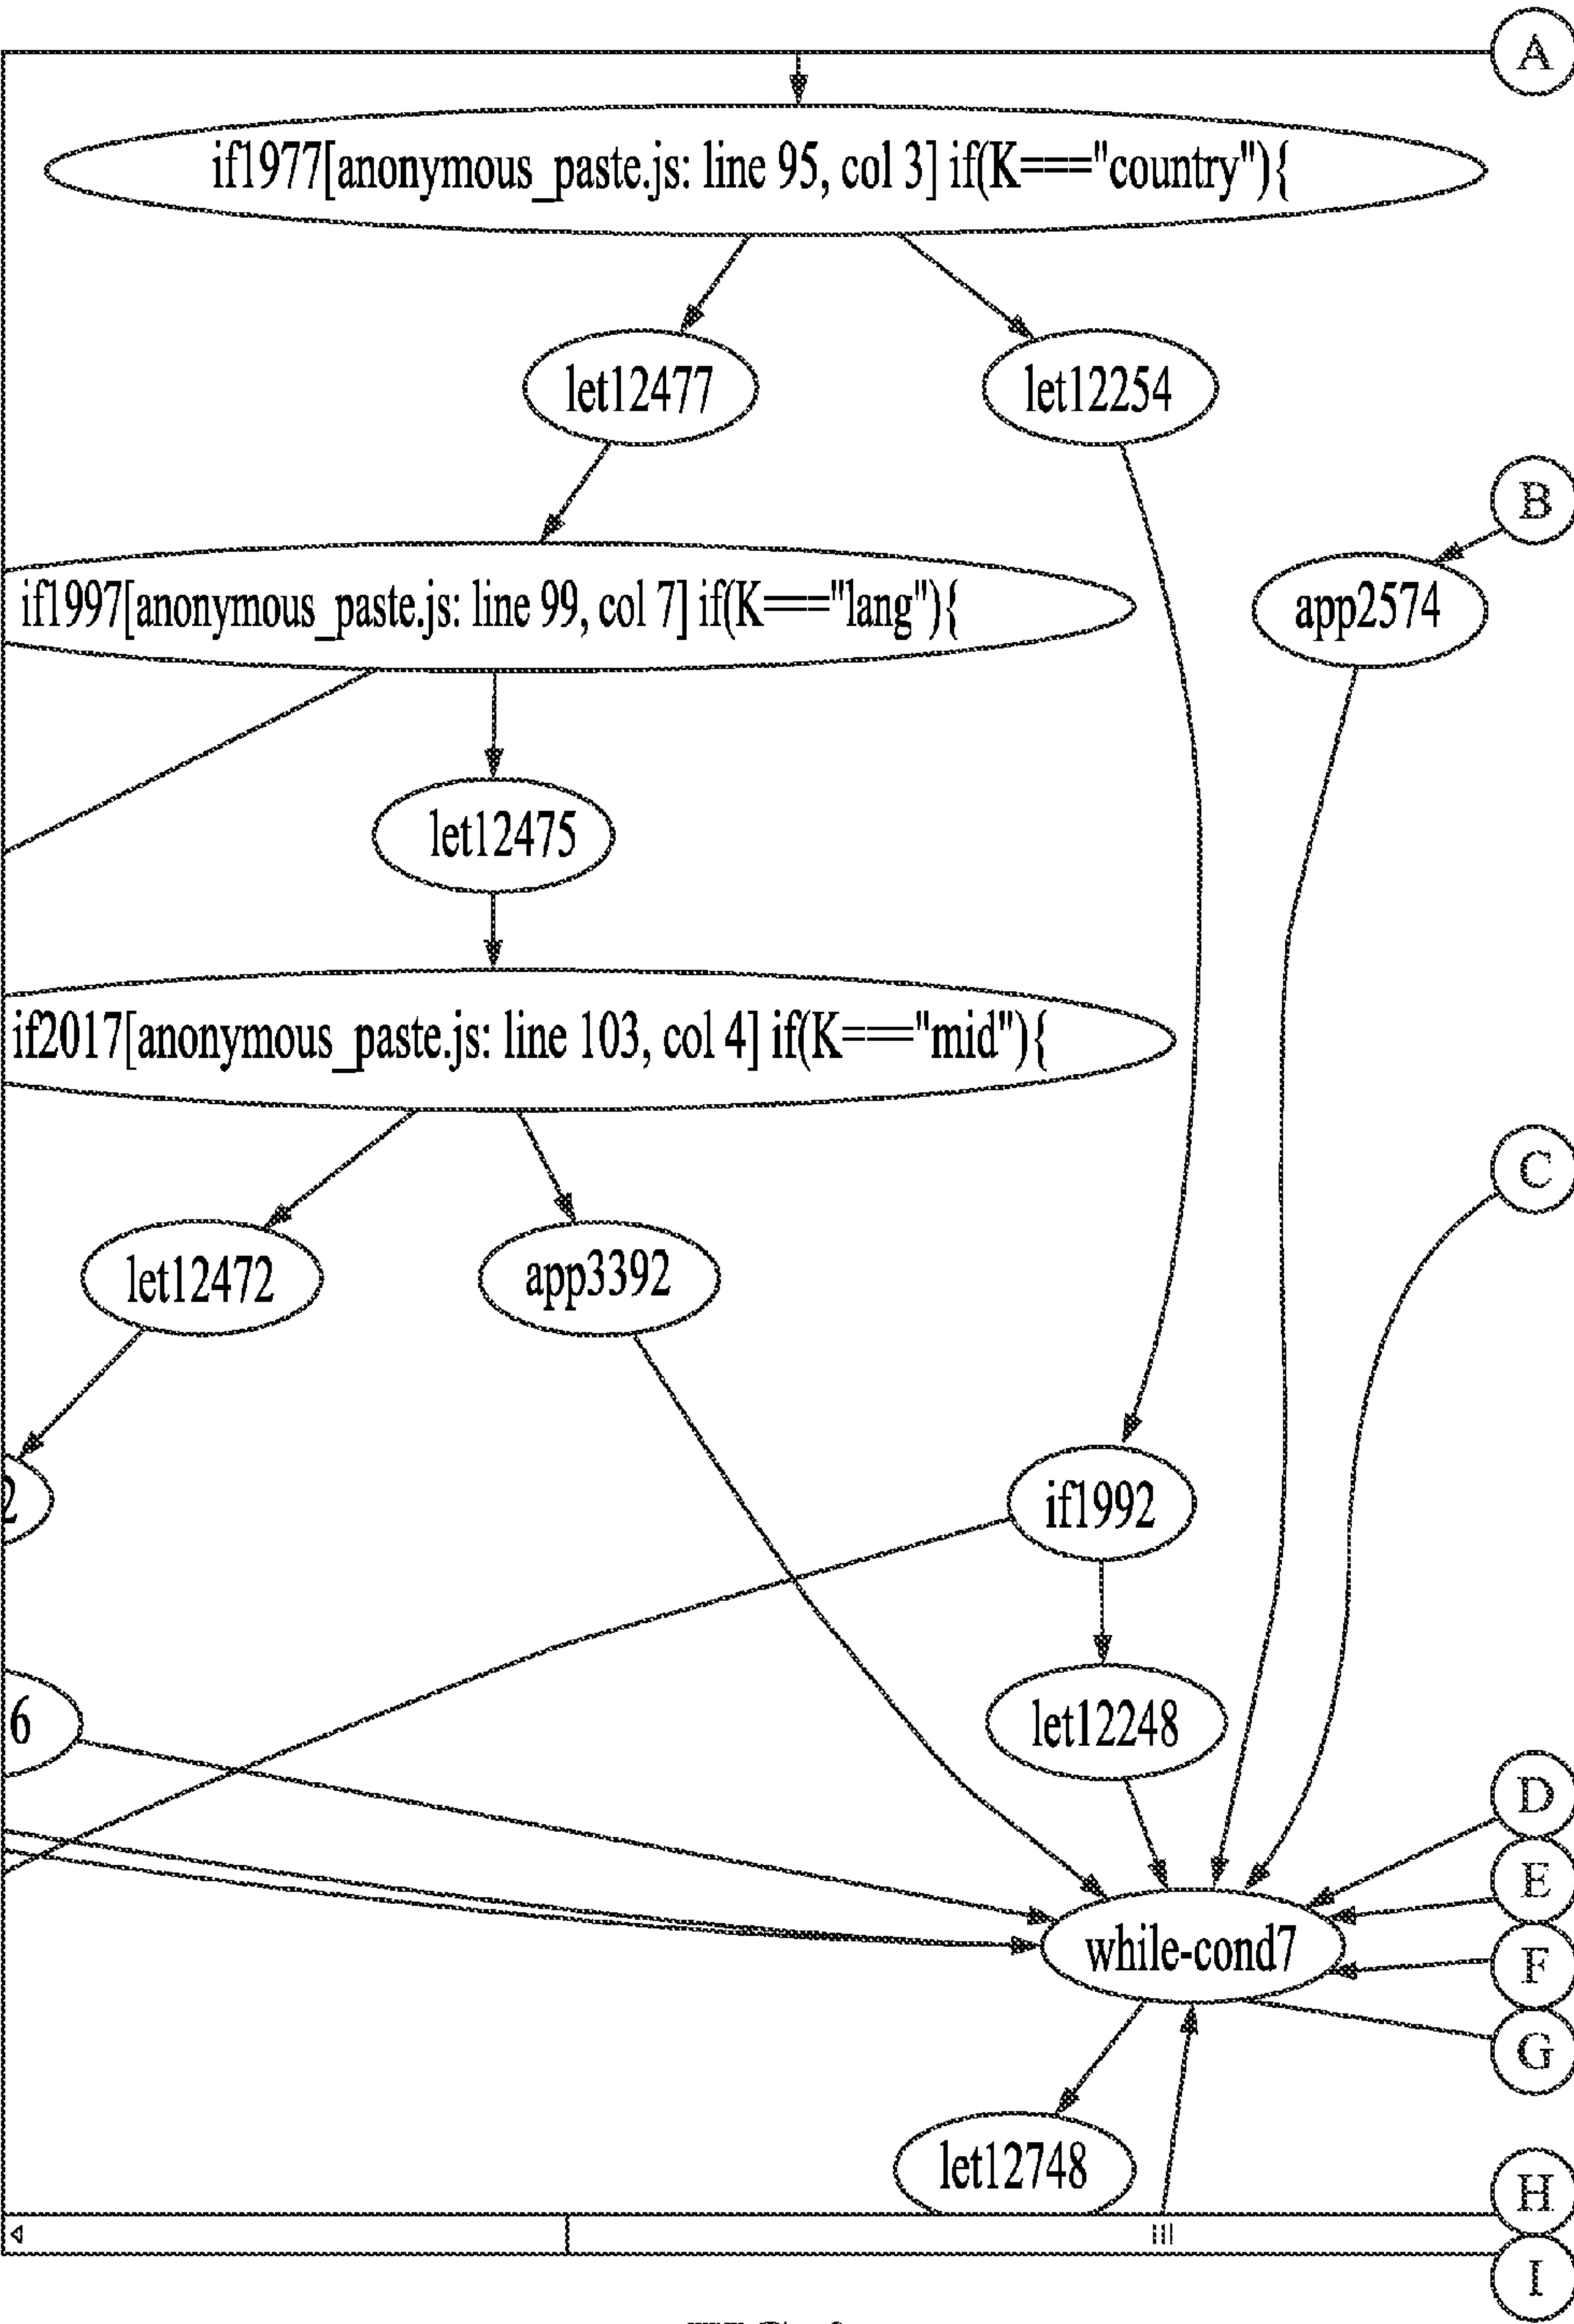 A
if1977[anonymous_paste.js: line 95, col 3] if(K==="country"){
let12477
let12254
B
if1997[anonymous_paste.js: line 99, col 7] if(K==="lang"){
app2574
let12475
if2017[anonymous_paste.js: line 103, col 4] if(K==="mid"){
C
let12472
app3392
2
if1992
6
let12248
D
E
while-cond7
F
G
let12748
H
I